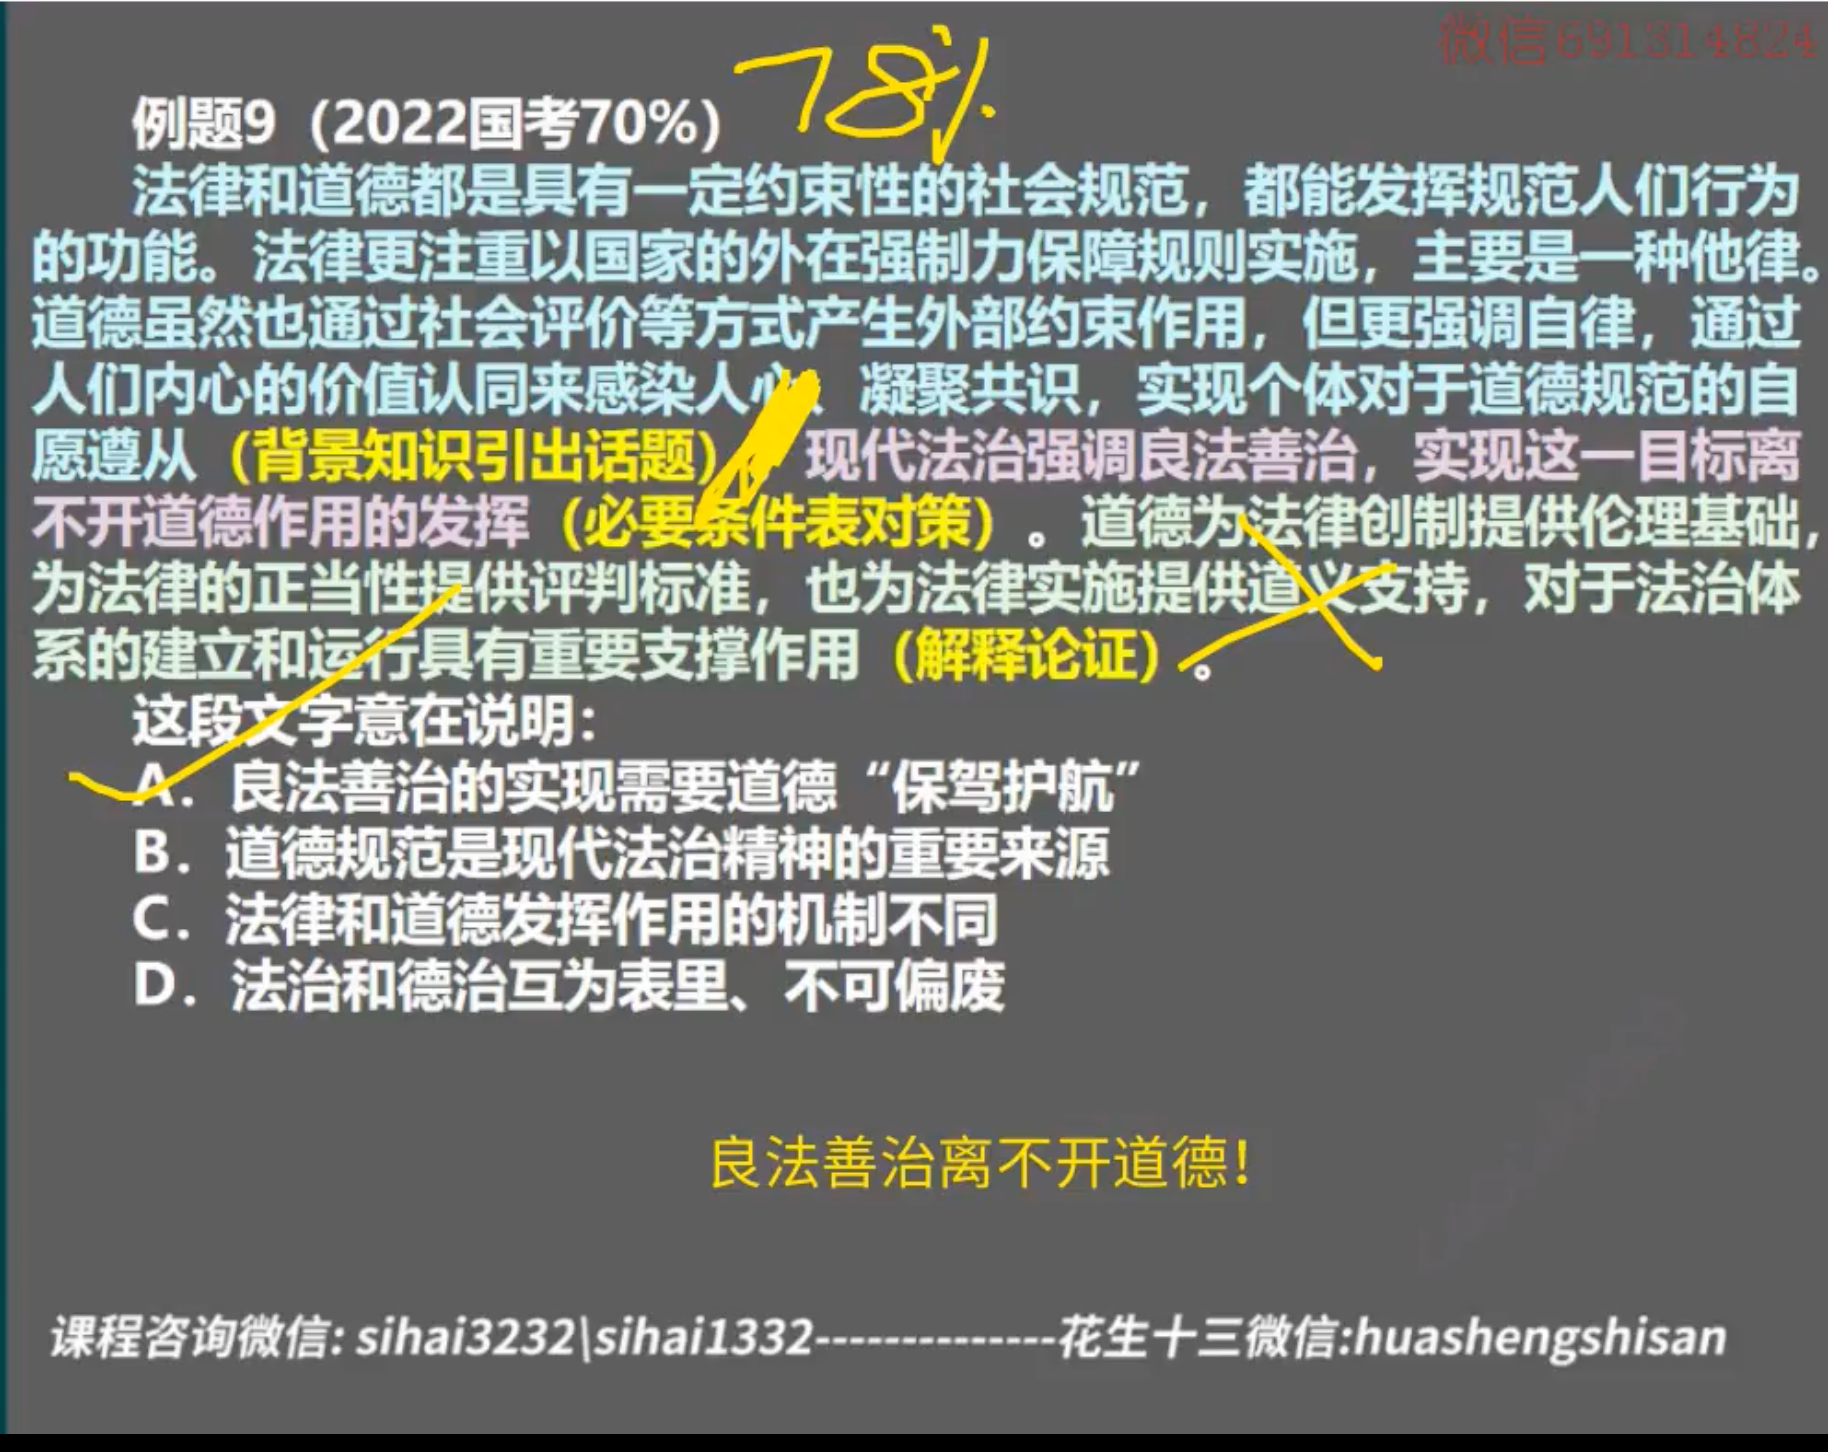 微信691314824
78%
例题9（2022国考70%）
法律和道德都是具有一定约束性的社会规范，都能发挥规范人们行为
的功能。法律更注重以国家的外在强制力保障规则实施，主要是一种他律。
道德虽然也通过社会评价等方式产生外部约束作用，但更强调自律，通过
人们内心的价值认同来感染人心、凝聚共识，实现个体对于道德规范的自
愿遵从（背景知识引出话题） 现代法治强调良法善治，实现这一目标离
不开道德作用的发挥（必要条件表对策）。道德为法律创制提供伦理基础，
为法律的正当性提供评判标准，也为法律实施提供道义支持，对于法治体
系的建立和运行具有重要支撑作用（解释论证）。
这段文字意在说明：
A．良法善治的实现需要道德“保驾护航”
B．道德规范是现代法治精神的重要来源
C．法律和道德发挥作用的机制不同
D．法治和德治互为表里、不可偏废
良法善治离不开道德！
课程咨询微信: sihai3232\sihai1332--------------花生十三微信:huashengshisan